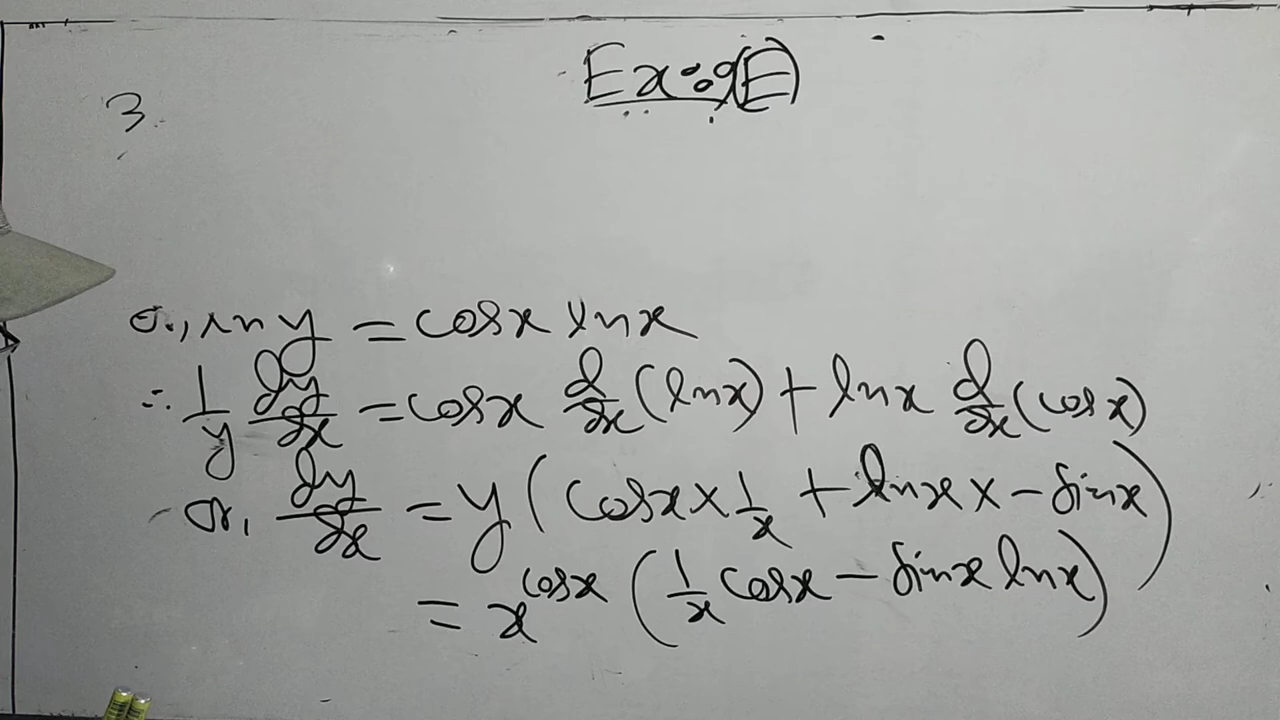 Ex:9(E)
3.
or, ln y = cosx lnx
∴ 1/y dy/dx = cosx d/dx (lnx) + lnx d/dx (cosx)
or, dy/dx = y (cosx × 1/x + lnx × - sinx)
= x^cosx (1/x cosx - sinx lnx)